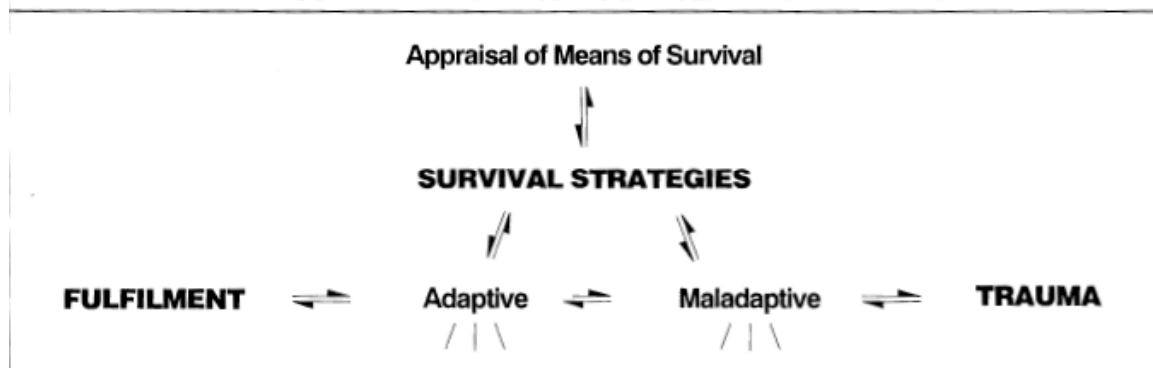 Appraisal of Means of Survival
SURVIVAL STRATEGIES
FULFILMENT Adaptive Maladaptive TRAUMA